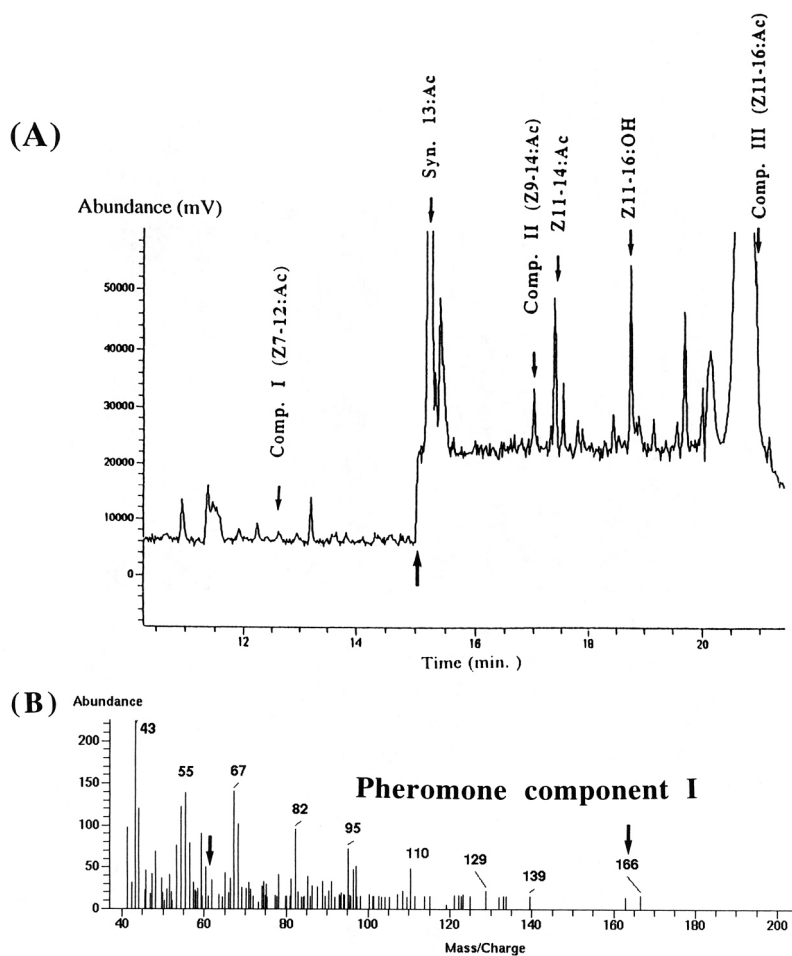 (A)
Abundance (mV)
50000
40000
30000
20000
10000
0
Comp. I (Z7-12:Ac)
Syn. 13:Ac
Comp. II (Z9-14:Ac)
Z11-14:Ac
Z11-16:OH
Comp. III (Z11-16:Ac)
12
14
16
18
20
Time (min. )
(B)
Abundance
200
150
100
50
0
43
55
67
82
95
110
129
139
166
Pheromone component I
40
60
80
100
120
140
160
180
200
Mass/Charge